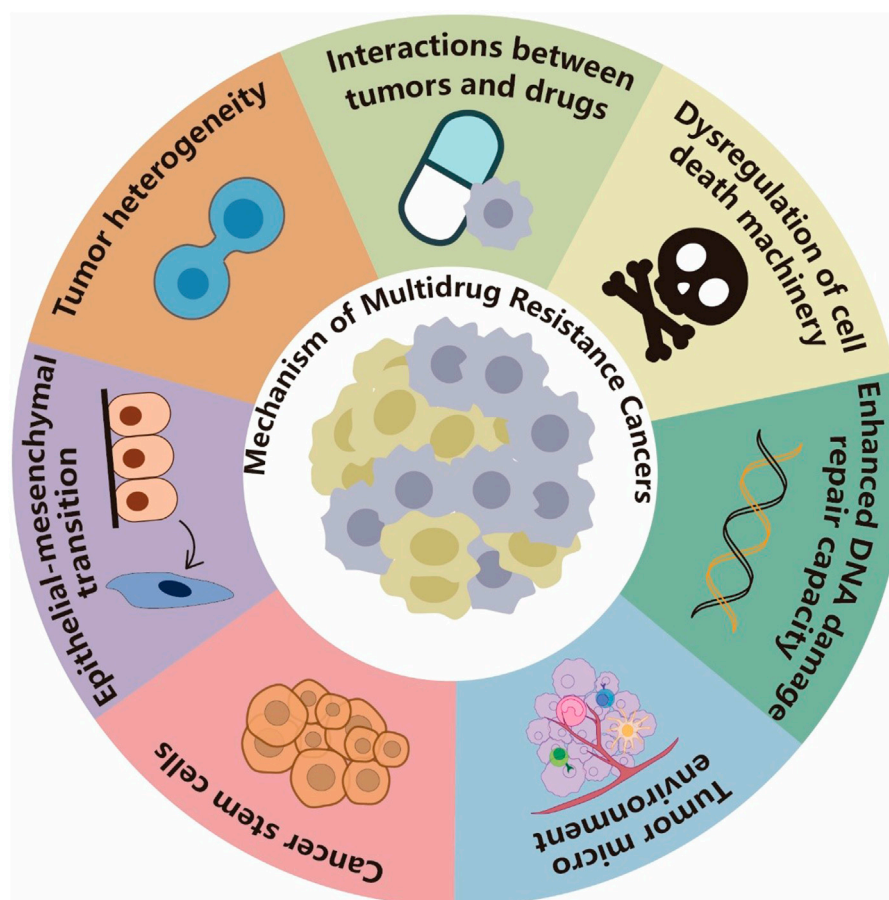 Interactions between
tumors and drugs
Dysregulation of cell
death machinery
Enhanced DNA damage
repair capacity
Tumor micro
environment
Cancer stem cells
Epithelial-mesenchymal
transition
Tumor heterogeneity
Mechanism of Multidrug Resistance Cancers